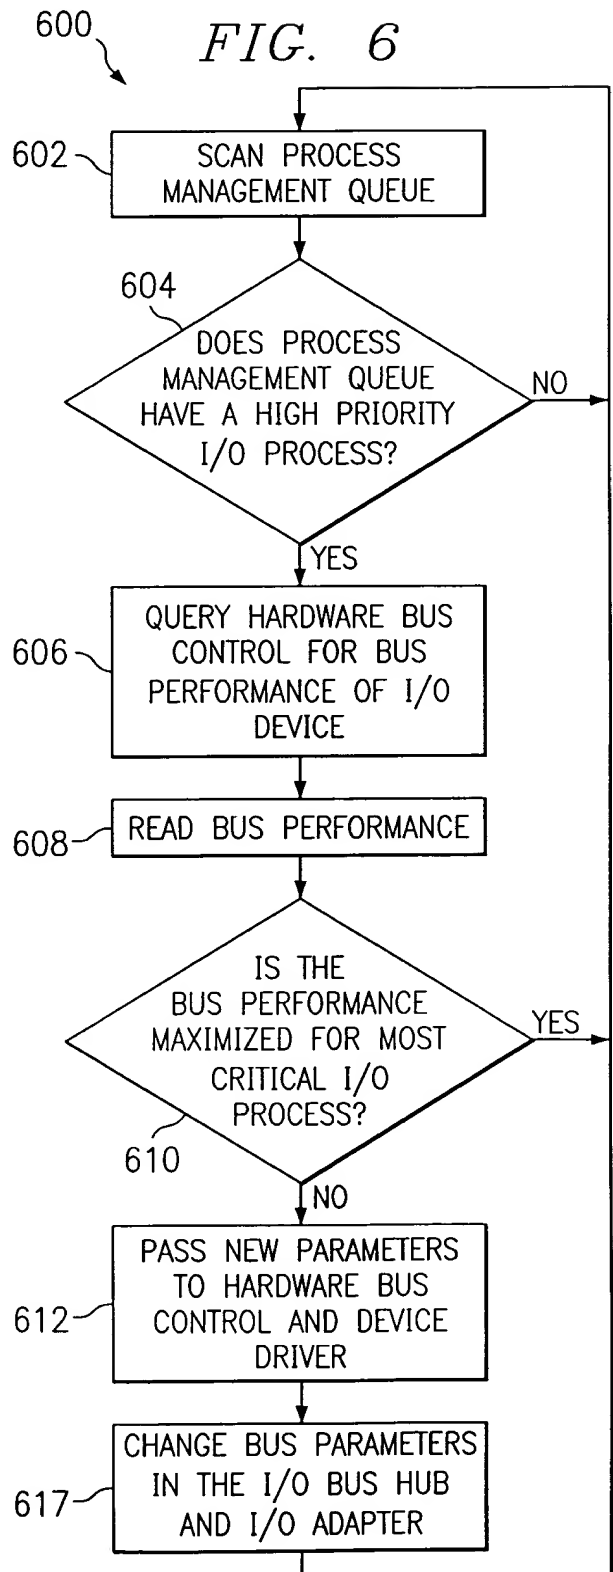 600
FIG. 6
602
SCAN PROCESS
MANAGEMENT QUEUE
604
DOES PROCESS
MANAGEMENT QUEUE
HAVE A HIGH PRIORITY
I/O PROCESS?
NO
YES
606
QUERY HARDWARE BUS
CONTROL FOR BUS
PERFORMANCE OF I/O
DEVICE
608
READ BUS PERFORMANCE
IS THE
BUS PERFORMANCE
MAXIMIZED FOR MOST
CRITICAL I/O
PROCESS?
YES
610
NO
612
PASS NEW PARAMETERS
TO HARDWARE BUS
CONTROL AND DEVICE
DRIVER
617
CHANGE BUS PARAMETERS
IN THE I/O BUS HUB
AND I/O ADAPTER